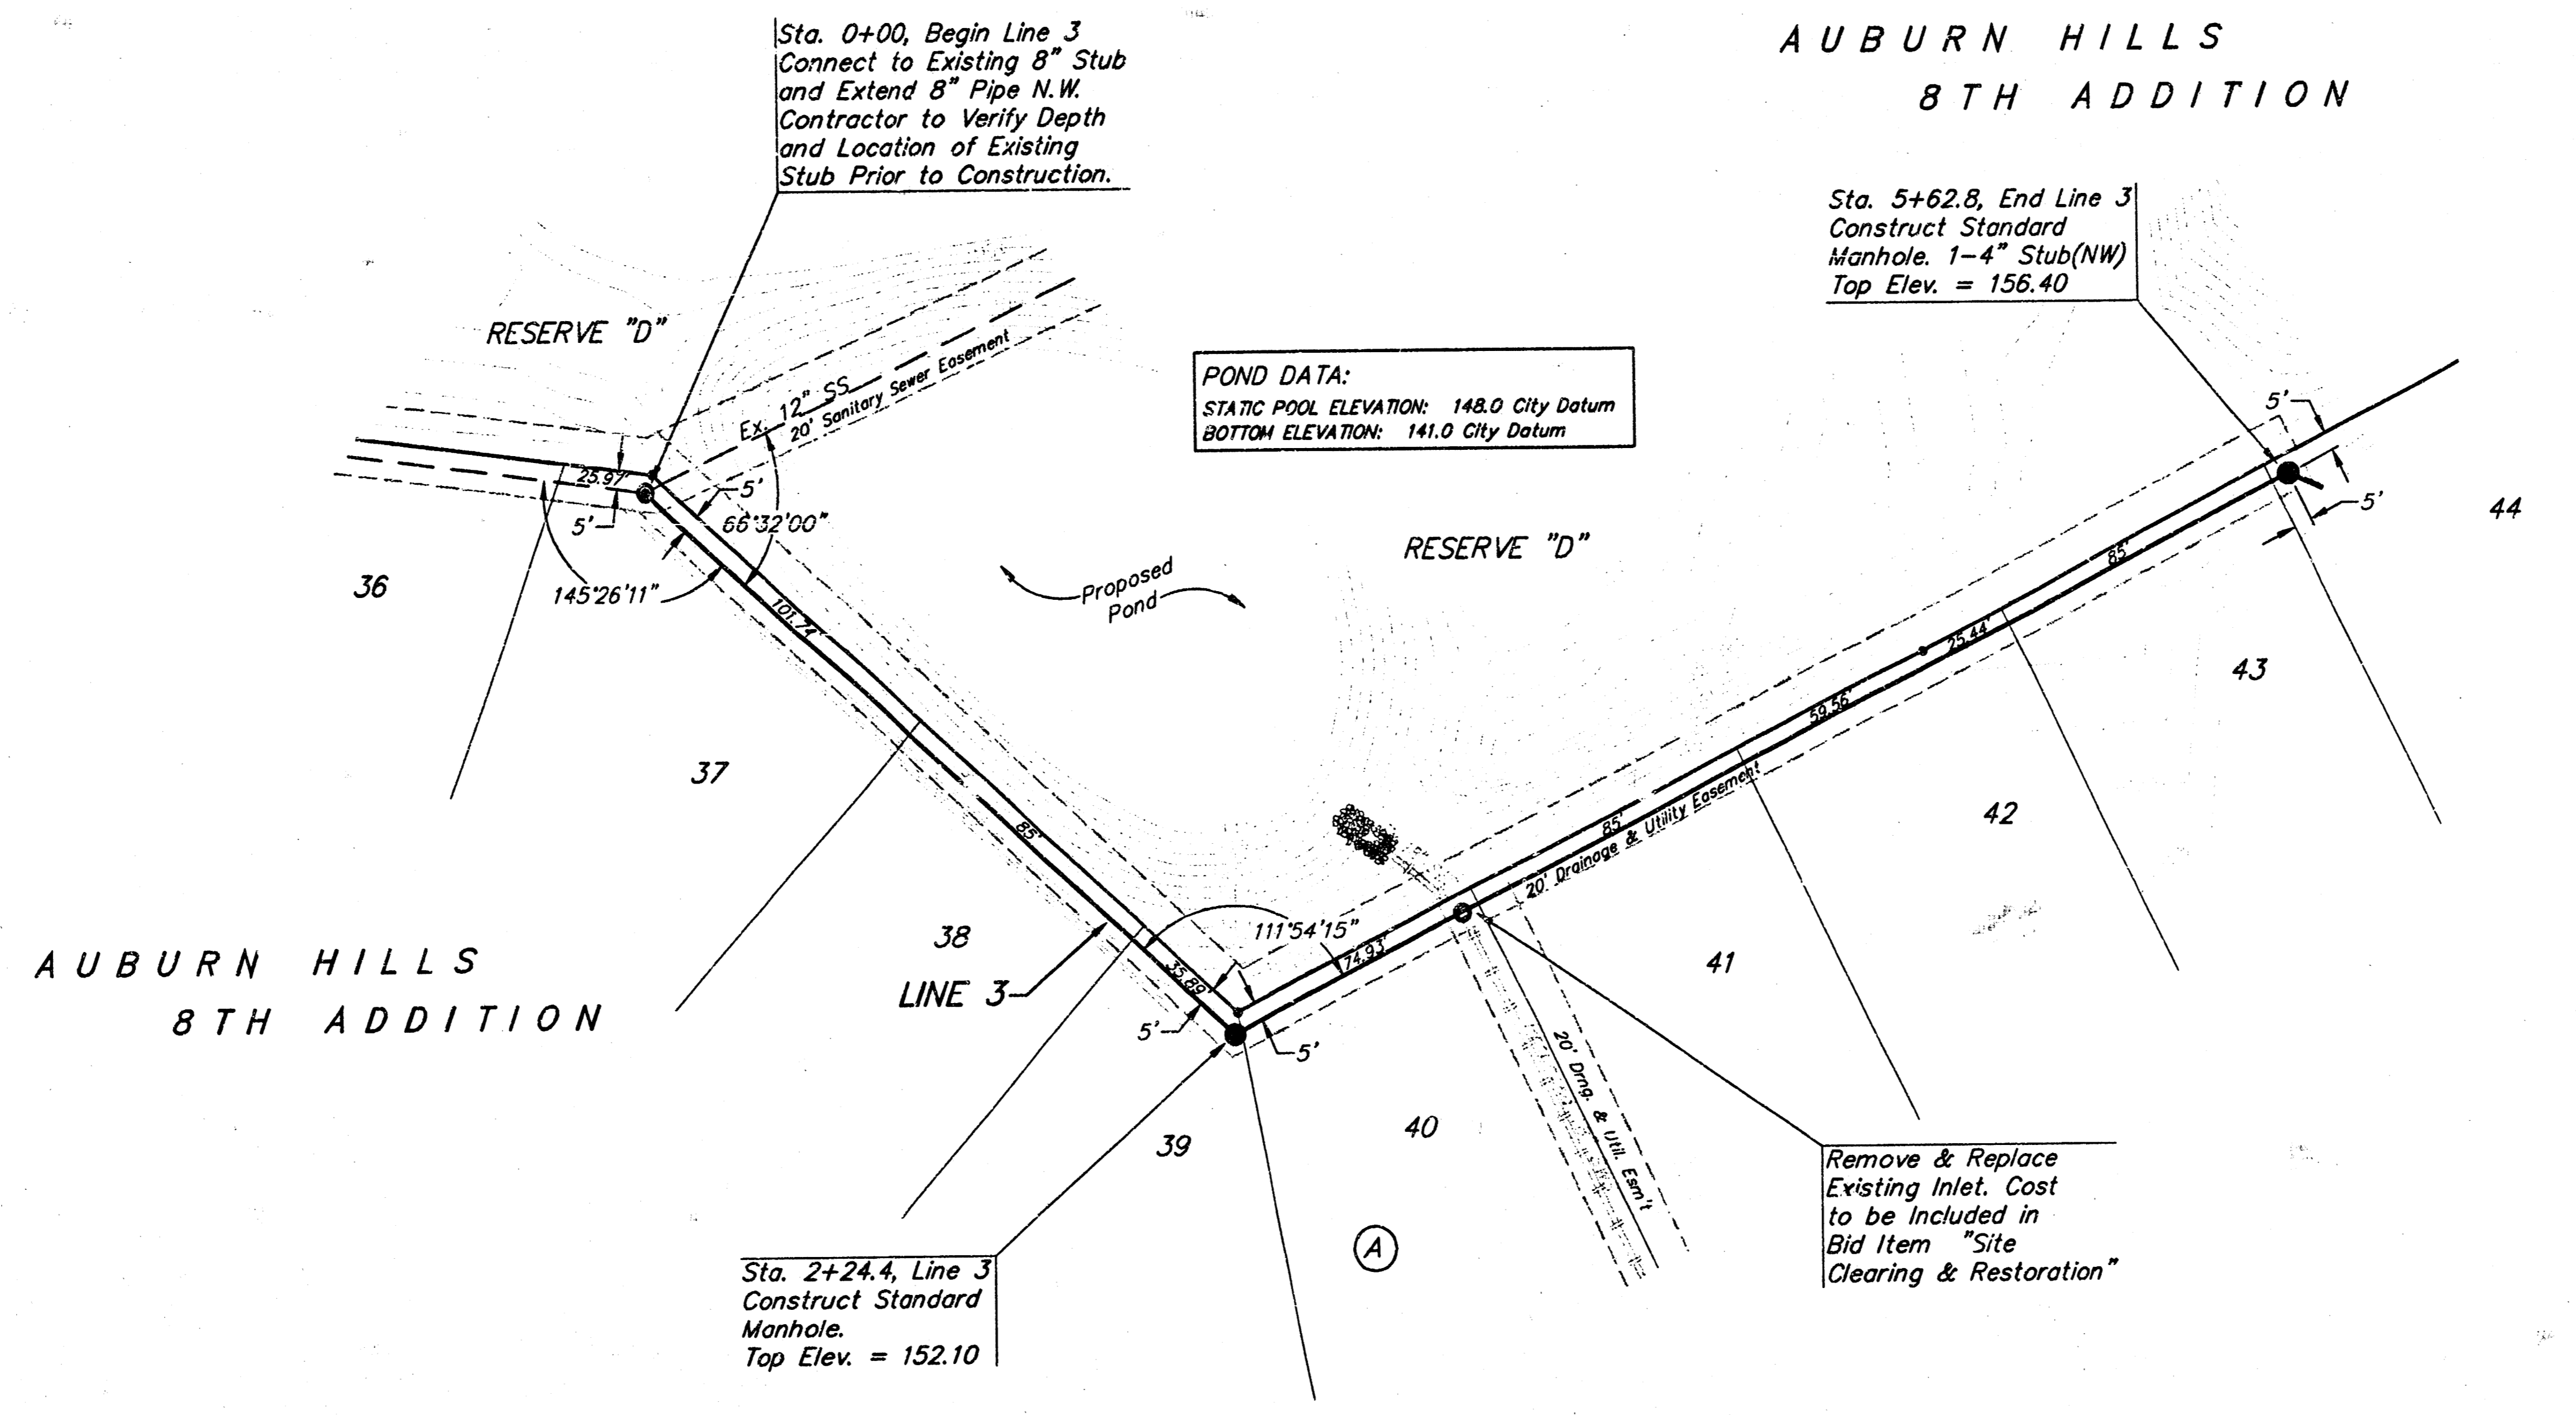 Sta. 0+00, Begin Line 3
Connect to Existing 8" Stub
and Extend 8" Pipe N.W.
Contractor to Verify Depth
and Location of Existing
Stub Prior to Construction.
AUBURN HILLS
8TH ADDITION
Sta. 5+62.8, End Line 3
Construct Standard
Manhole. 1-4" Stub(NW)
Top Elev. = 156.40
RESERVE "D"
Ex. 12" SS
20' Sanitary Sewer Easement
POND DATA:
STATIC POOL ELEVATION: 148.0 City Datum
BOTTOM ELEVATION: 141.0 City Datum
25.97'
5'
5'
66°32'00"
145°26'11"
36
101.74'
Proposed
Pond
RESERVE "D"
5'
5'
44
85'
25.44'
43
59.56'
37
42
85'
20' Drainage & Utility Easement
85'
38
111°54'15"
74.93'
41
35.89'
LINE 3
5'
5'
AUBURN HILLS
8TH ADDITION
20' Drng. & Util. Esm't
39
40
A
Remove & Replace
Existing Inlet. Cost
to be Included in
Bid Item "Site
Clearing & Restoration"
Sta. 2+24.4, Line 3
Construct Standard
Manhole.
Top Elev. = 152.10